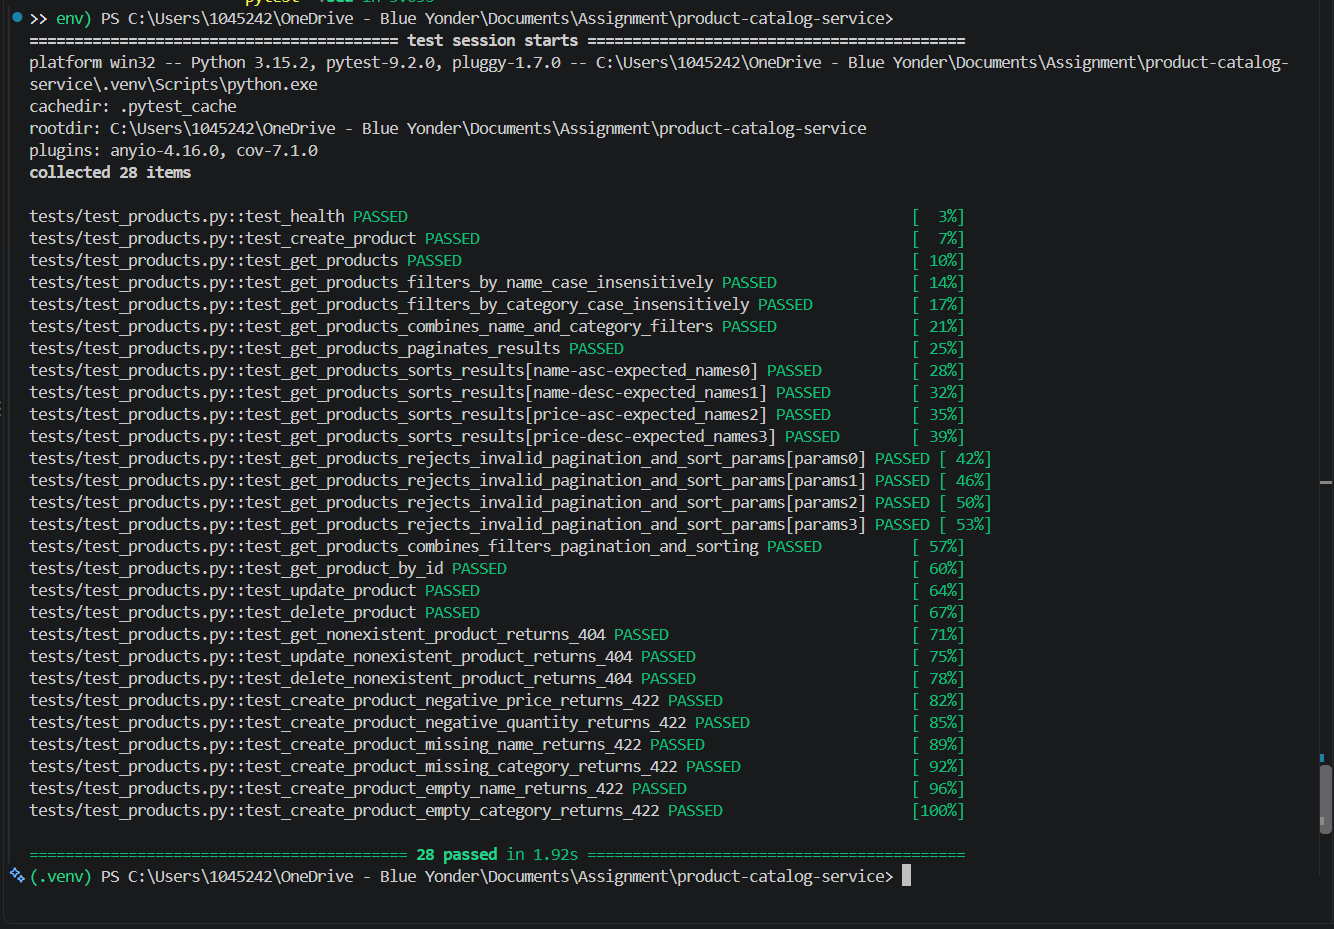 >> env) PS C:\Users\1045242\OneDrive - Blue Yonder\Documents\Assignment\product-catalog-service>
========================================= test session starts ==========================================
platform win32 -- Python 3.15.2, pytest-9.2.0, pluggy-1.7.0 -- C:\Users\1045242\OneDrive - Blue Yonder\Documents\Assignment\product-catalog-
service\.venv\Scripts\python.exe
cachedir: .pytest_cache
rootdir: C:\Users\1045242\OneDrive - Blue Yonder\Documents\Assignment\product-catalog-service
plugins: anyio-4.16.0, cov-7.1.0
collected 28 items
tests/test_products.py::test_health PASSED [  3%]
tests/test_products.py::test_create_product PASSED [  7%]
tests/test_products.py::test_get_products PASSED [ 10%]
tests/test_products.py::test_get_products_filters_by_name_case_insensitively PASSED [ 14%]
tests/test_products.py::test_get_products_filters_by_category_case_insensitively PASSED [ 17%]
tests/test_products.py::test_get_products_combines_name_and_category_filters PASSED [ 21%]
tests/test_products.py::test_get_products_paginates_results PASSED [ 25%]
tests/test_products.py::test_get_products_sorts_results[name-asc-expected_names0] PASSED [ 28%]
tests/test_products.py::test_get_products_sorts_results[name-desc-expected_names1] PASSED [ 32%]
tests/test_products.py::test_get_products_sorts_results[price-asc-expected_names2] PASSED [ 35%]
tests/test_products.py::test_get_products_sorts_results[price-desc-expected_names3] PASSED [ 39%]
tests/test_products.py::test_get_products_rejects_invalid_pagination_and_sort_params[params0] PASSED [ 42%]
tests/test_products.py::test_get_products_rejects_invalid_pagination_and_sort_params[params1] PASSED [ 46%]
tests/test_products.py::test_get_products_rejects_invalid_pagination_and_sort_params[params2] PASSED [ 50%]
tests/test_products.py::test_get_products_rejects_invalid_pagination_and_sort_params[params3] PASSED [ 53%]
tests/test_products.py::test_get_products_combines_filters_pagination_and_sorting PASSED [ 57%]
tests/test_products.py::test_get_product_by_id PASSED [ 60%]
tests/test_products.py::test_update_product PASSED [ 64%]
tests/test_products.py::test_delete_product PASSED [ 67%]
tests/test_products.py::test_get_nonexistent_product_returns_404 PASSED [ 71%]
tests/test_products.py::test_update_nonexistent_product_returns_404 PASSED [ 75%]
tests/test_products.py::test_delete_nonexistent_product_returns_404 PASSED [ 78%]
tests/test_products.py::test_create_product_negative_price_returns_422 PASSED [ 82%]
tests/test_products.py::test_create_product_negative_quantity_returns_422 PASSED [ 85%]
tests/test_products.py::test_create_product_missing_name_returns_422 PASSED [ 89%]
tests/test_products.py::test_create_product_missing_category_returns_422 PASSED [ 92%]
tests/test_products.py::test_create_product_empty_name_returns_422 PASSED [ 96%]
tests/test_products.py::test_create_product_empty_category_returns_422 PASSED [100%]
========================================== 28 passed in 1.92s ==========================================
(.venv) PS C:\Users\1045242\OneDrive - Blue Yonder\Documents\Assignment\product-catalog-service>